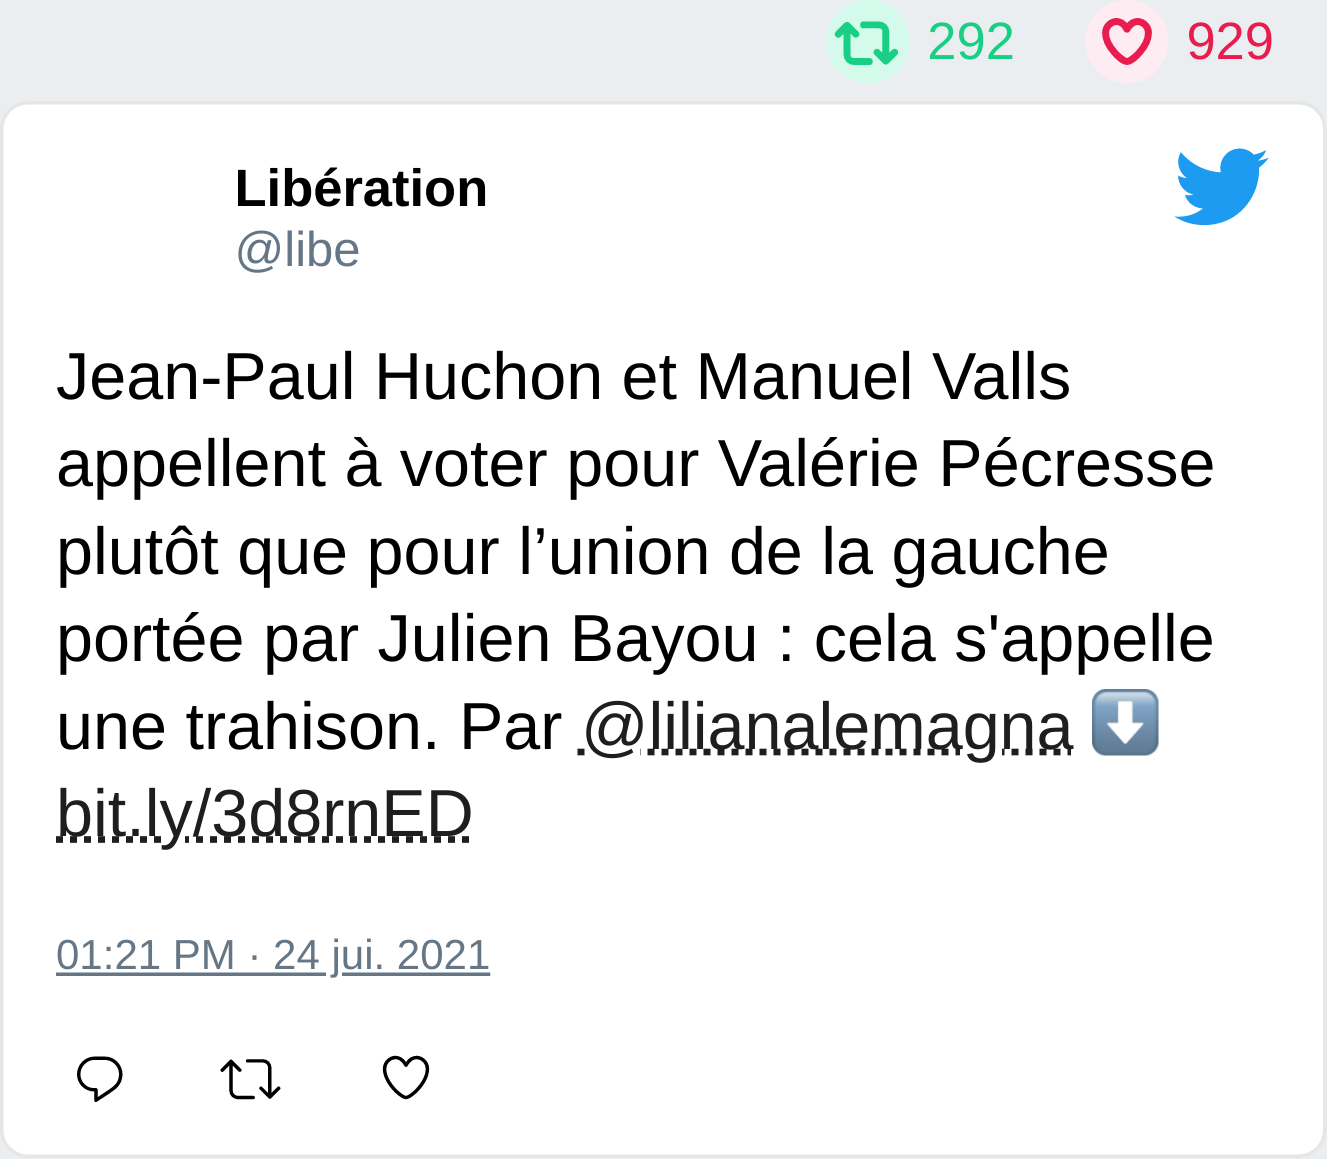 292 929
Libération
@libe
Jean-Paul Huchon et Manuel Valls
appellent à voter pour Valérie Pécresse
plutôt que pour l’union de la gauche
portée par Julien Bayou : cela s'appelle
une trahison. Par @lilianalemagna ⬇️
bit.ly/3d8rnED
01:21 PM · 24 jui. 2021